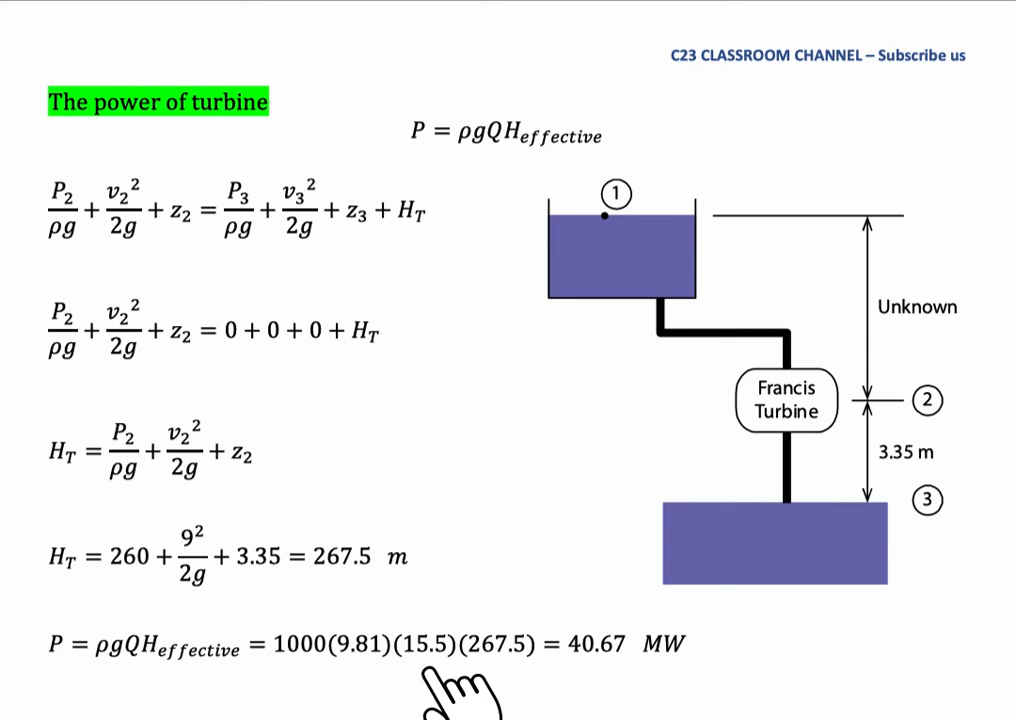 C23 CLASSROOM CHANNEL – Subscribe us
The power of turbine
P = ρgQH_effective
P₂/ρg + v₂²/2g + z₂ = P₃/ρg + v₃²/2g + z₃ + H_T
P₂/ρg + v₂²/2g + z₂ = 0 + 0 + 0 + H_T
H_T = P₂/ρg + v₂²/2g + z₂
H_T = 260 + 9²/2g + 3.35 = 267.5 m
P = ρgQH_effective = 1000(9.81)(15.5)(267.5) = 40.67 MW
1
Unknown
Francis
Turbine
2
3.35 m
3